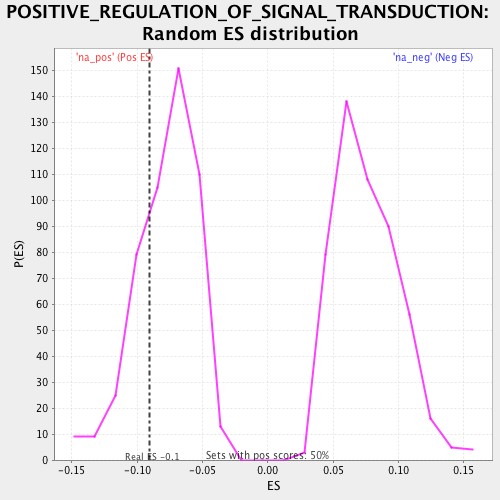 POSITIVE_REGULATION_OF_SIGNAL_TRANSDUCTION:
Random ES distribution
'na_pos' (Pos ES)
'na_neg' (Neg ES)
150
140
130
120
110
100
90
80
70
60
50
40
30
20
10
0
P(ES)
Real ES -0.1
Sets with pos scores: 50%
-0.15
-0.10
-0.05
0.00
0.05
0.10
0.15
ES